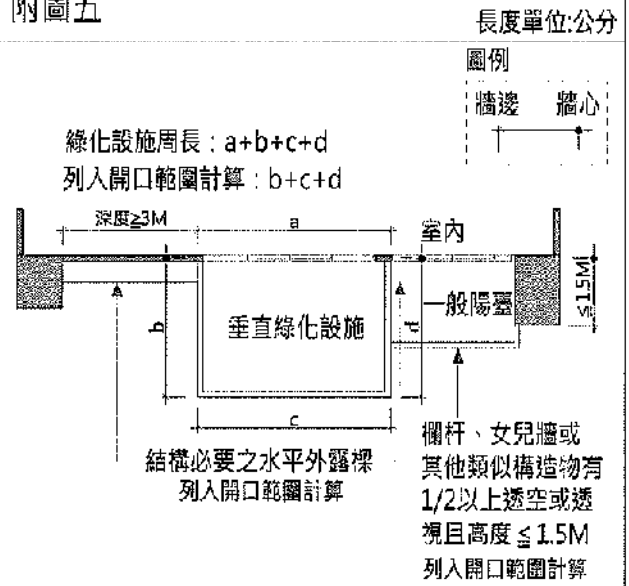 附圖五
長度單位:公分
圖例
牆邊 牆心
綠化設施周長：a+b+c+d
列入開口範圍計算：b+c+d
深度≧3M
a
室內
≦1.5M
一般陽臺
垂直綠化設施
b
d
c
結構必要之水平外露樑
列入開口範圍計算
欄杆、女兒牆或
其他類似構造物有
1/2以上透空或透
視且高度≦1.5M
列入開口範圍計算